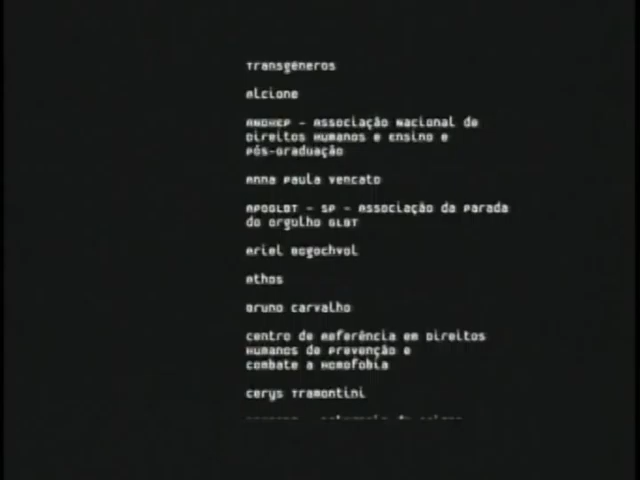 Transgêneros
Alcione
ANDHEP - Associação Nacional de
Direitos Humanos e Ensino e
Pós-Graduação
Anna Paula Vencato
APOGLBT - SP - Associação da Parada
do Orgulho GLBT
Ariel Bogochvol
Athos
Bruno Carvalho
Centro de Referência em Direitos
Humanos de Prevenção e
Combate a Homofobia
Cerys Tramontini